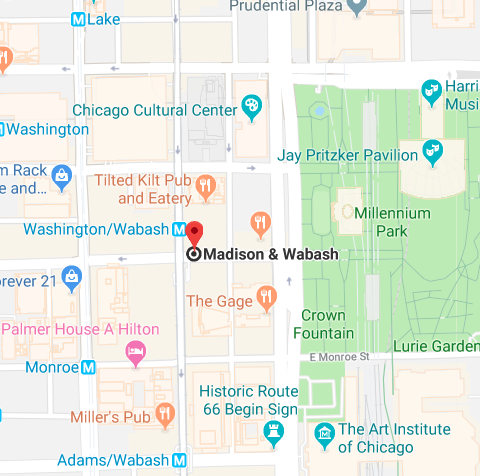 Prudential Plaza
M Lake
Harri
Musi
Chicago Cultural Center
M Washington
Jay Pritzker Pavilion
m Rack
e and...
Tilted Kilt Pub
and Eatery
Millennium
Park
Washington/Wabash M
Madison & Wabash
orever 21
The Gage
Crown
Fountain
Palmer House A Hilton
Lurie Garden
E Monroe St
Monroe M
Historic Route
66 Begin Sign
Miller's Pub
The Art Institute
of Chicago
Adams/Wabash M